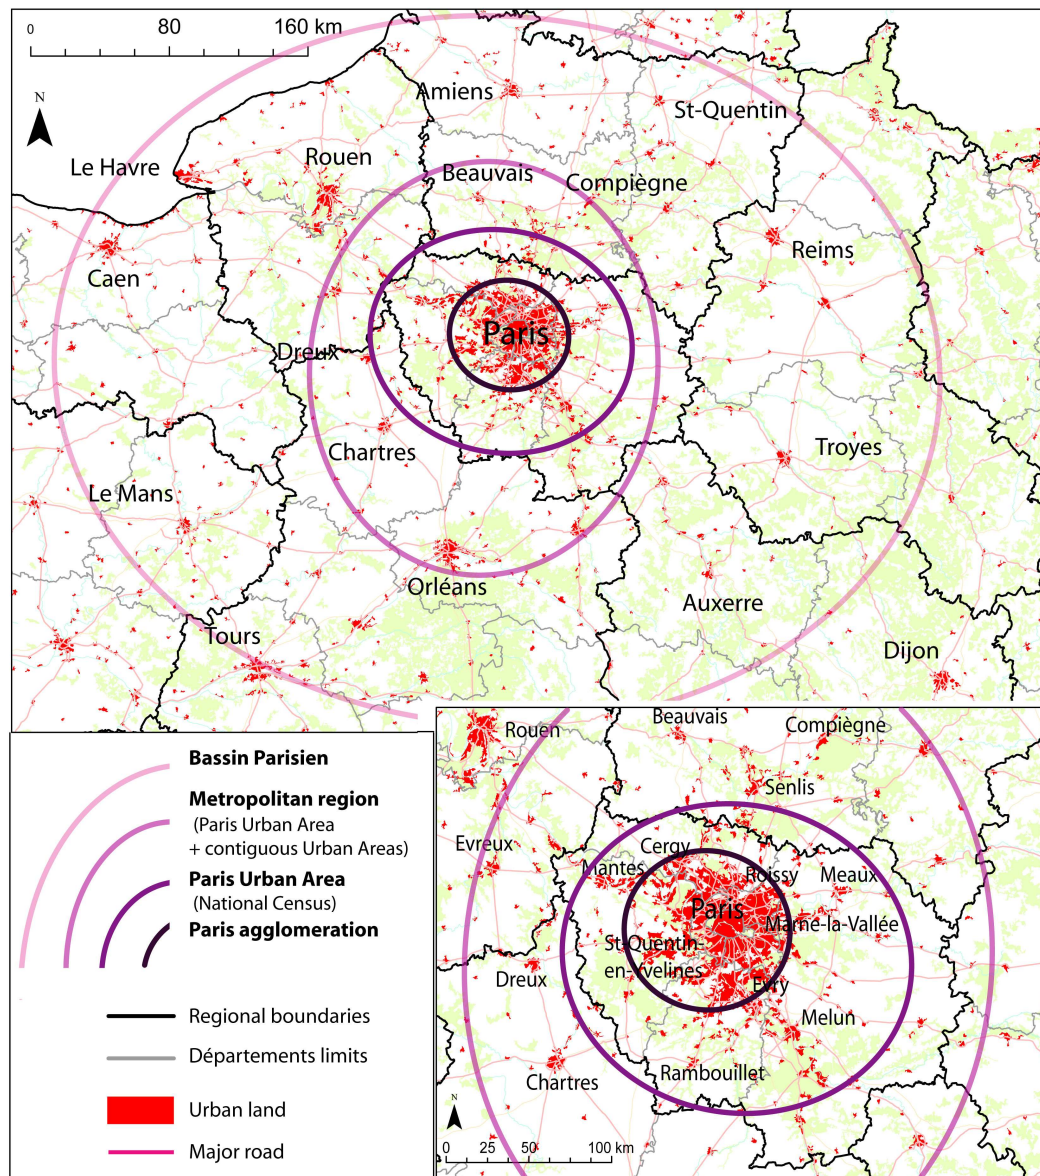 0 80 160 km
N
Amiens
St-Quentin
Le Havre
Rouen
Beauvais
Compiègne
Caen
Reims
Paris
Dreux
Chartres
Troyes
Le Mans
Orléans
Auxerre
Tours
Dijon
Bassin Parisien
Metropolitan region
(Paris Urban Area
+ contiguous Urban Areas)
Paris Urban Area
(National Census)
Paris agglomeration
Regional boundaries
Départements limits
Urban land
Major road
Rouen
Beauvais
Compiègne
Senlis
Evreux
Cergy
Mantes
Roissy
Meaux
Paris
Marne-la-Vallée
St-Quentin-
en-Yvelines
Dreux
Evry
Melun
Rambouillet
Chartres
N
0 25 50 100 km